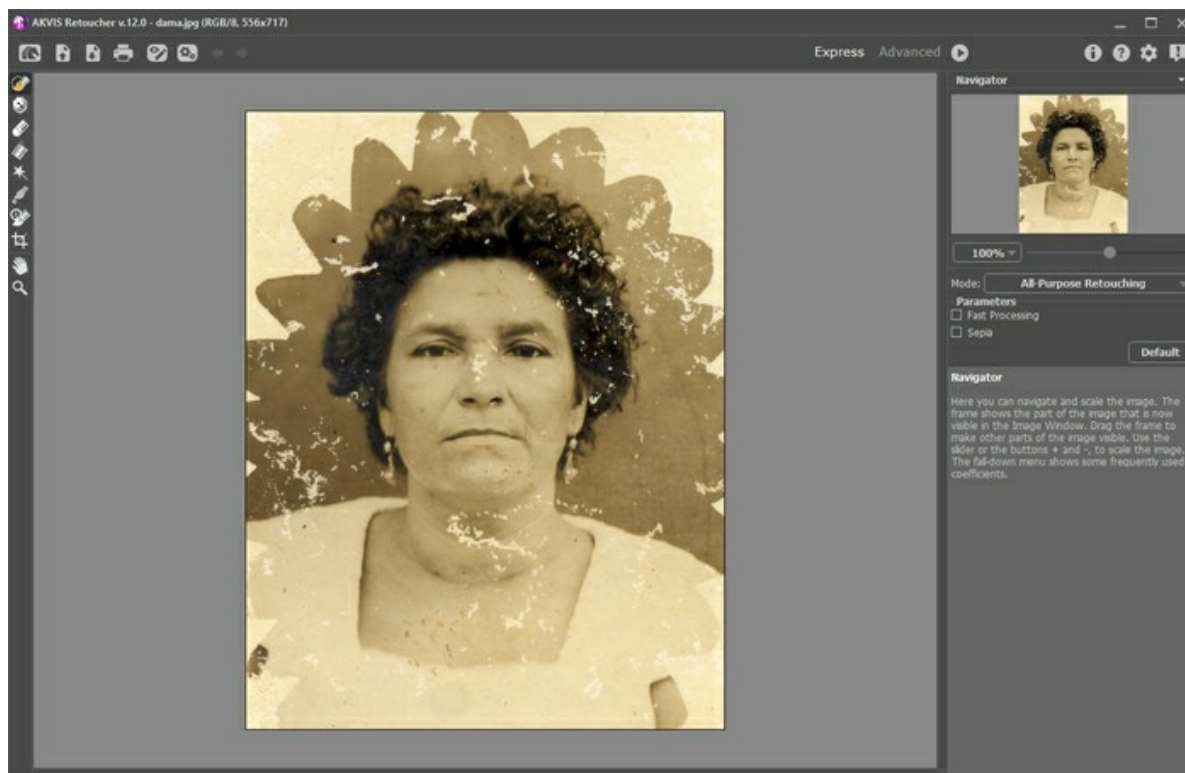 AKVIS Retoucher v.12.0 - dama.jpg (RGB/8, 556x717)
Express Advanced
Navigator
100%
Mode: All-Purpose Retouching
Parameters
Fast Processing
Sepia
Default
Navigator
Here you can navigate and scale the image. The
frame shows the part of the image that is now
visible in the Image Window. Drag the frame to
make other parts of the image visible. Use the
slider or the buttons + and -, to scale the image.
The fall-down menu shows some frequently used
coefficients.